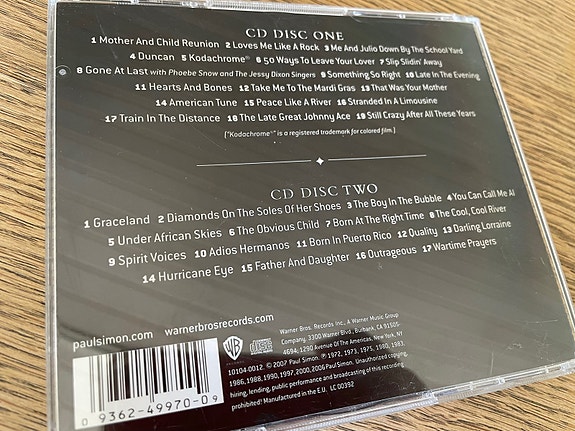 CD DISC ONE
1 Mother And Child Reunion 2 Loves Me Like A Rock 3 Me And Julio Down By The School Yard
4 Duncan 5 Kodachrome® 6 50 Ways To Leave Your Lover 7 Slip Slidin' Away
8 Gone At Last with Phoebe Snow and The Jessy Dixon Singers 9 Something So Right 10 Late In The Evening
11 Hearts And Bones 12 Take Me To The Mardi Gras 13 That Was Your Mother
14 American Tune 15 Peace Like A River 16 Stranded In A Limousine
17 Train In The Distance 18 The Late Great Johnny Ace 19 Still Crazy After All These Years
("Kodachrome®" is a registered trademark for colored film.)
CD DISC TWO
1 Graceland 2 Diamonds On The Soles Of Her Shoes 3 The Boy In The Bubble 4 You Can Call Me Al
5 Under African Skies 6 The Obvious Child 7 Born At The Right Time 8 The Cool, Cool River
9 Spirit Voices 10 Adios Hermanos 11 Born In Puerto Rico 12 Quality 13 Darling Lorraine
14 Hurricane Eye 15 Father And Daughter 16 Outrageous 17 Wartime Prayers
paulsimon.com warnerbrosrecords.com
Warner Bros. Records Inc., A Warner Music Group
Company, 3300 Warner Blvd., Burbank, CA 91505-
4694; 1290 Avenue Of The Americas, New York, NY
10104-0012. © 2007 Paul Simon. ℗ 1972, 1973, 1975, 1980, 1983,
1986, 1988, 1990, 1997, 2000, 2006 Paul Simon. Unauthorized copying,
hiring, lending, public performance and broadcasting of this recording
prohibited! Manufactured in the E.U. LC 00392
WB
COMPACT disc
0 9362-49970-0 9